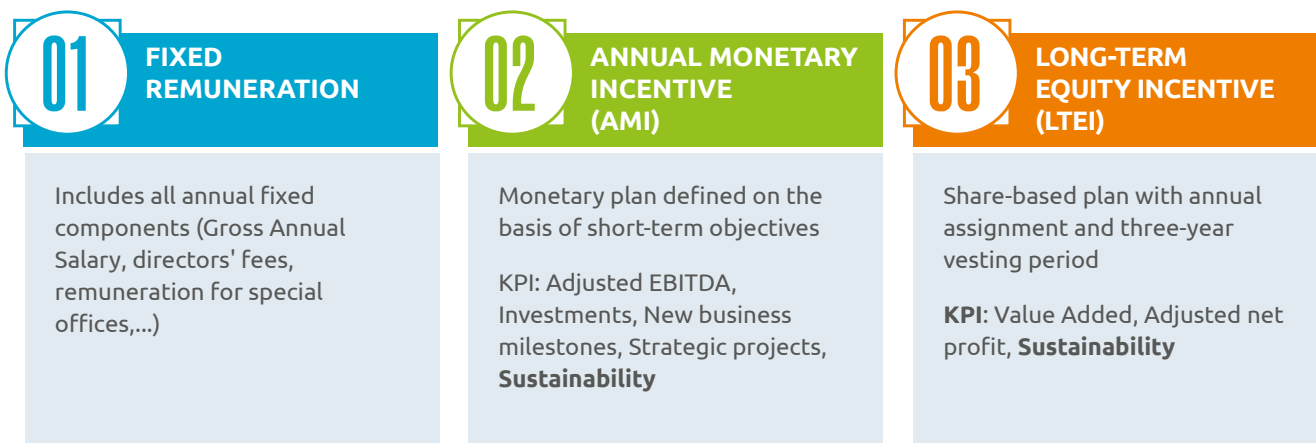 01
FIXED
REMUNERATION
Includes all annual fixed
components (Gross Annual
Salary, directors' fees,
remuneration for special
offices,...)
02
ANNUAL MONETARY
INCENTIVE
(AMI)
Monetary plan defined on the
basis of short-term objectives
KPI: Adjusted EBITDA,
Investments, New business
milestones, Strategic projects,
Sustainability
03
LONG-TERM
EQUITY INCENTIVE
(LTEI)
Share-based plan with annual
assignment and three-year
vesting period
KPI: Value Added, Adjusted net
profit, Sustainability